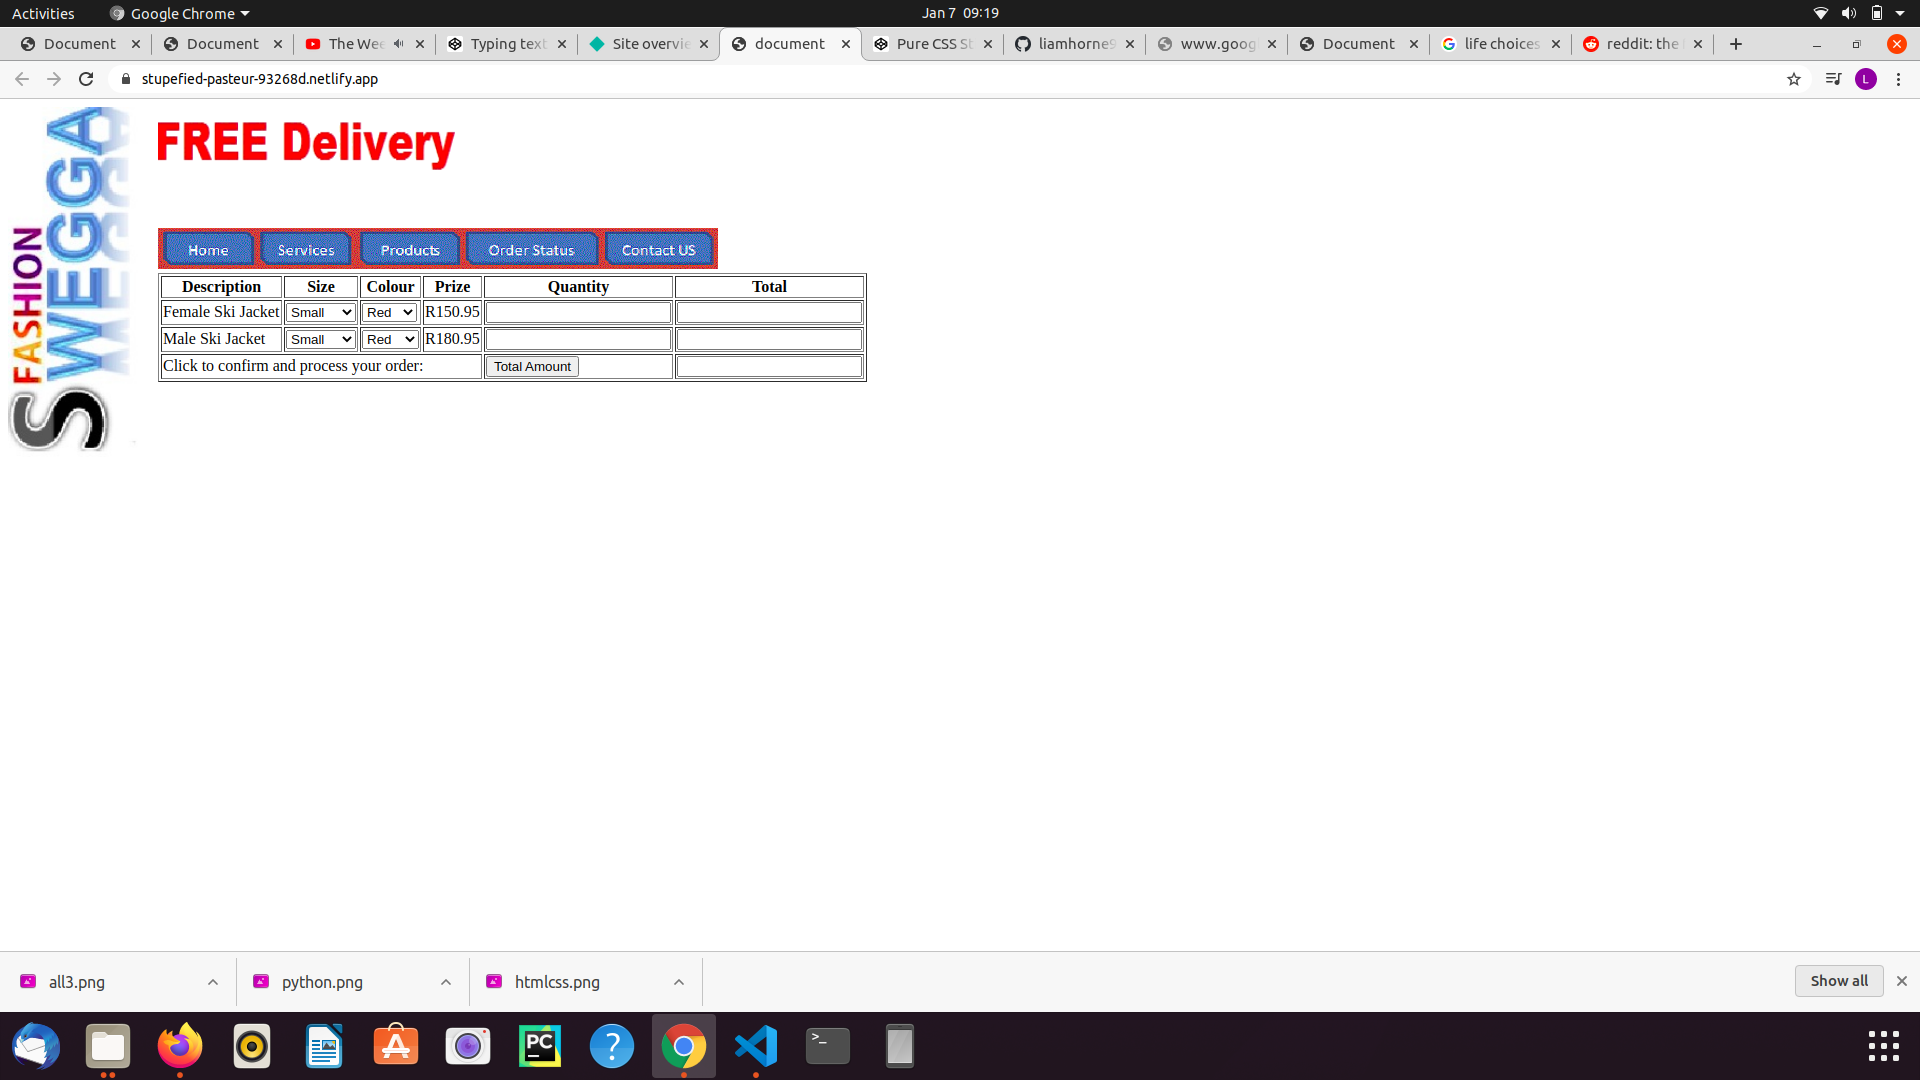 Activities
Google Chrome
Jan 7 09:19
Document
Document
The Wee
Typing text
Site overvie
document
Pure CSS St
liamhorne9
www.goog
Document
life choices
reddit: the
stupefied-pasteur-93268d.netlify.app
L
SWEGGA
FASHION
FREE Delivery
Home
Services
Products
Order Status
Contact US
Description Size Colour Prize Quantity Total
Female Ski Jacket Small Red R150.95
Male Ski Jacket Small Red R180.95
Click to confirm and process your order: Total Amount
all3.png
python.png
htmlcss.png
Show all
PC
?
>_